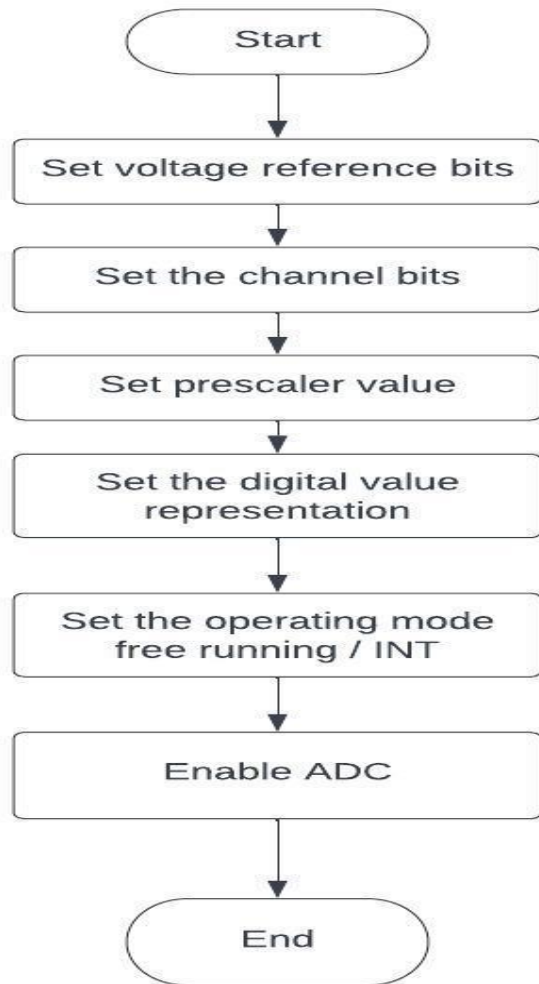 Start
Set voltage reference bits
Set the channel bits
Set prescaler value
Set the digital value
representation
Set the operating mode
free running / INT
Enable ADC
End